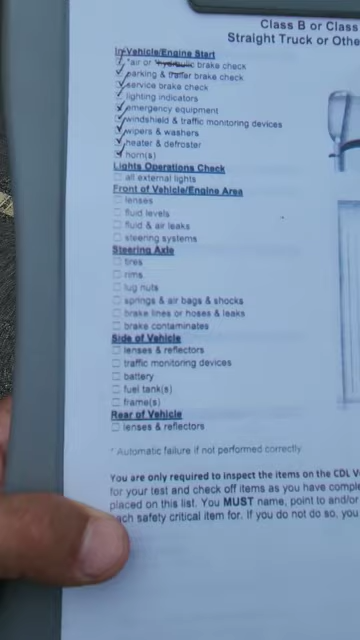 Class B or Class
Straight Truck or Othe
In-Vehicle/Engine Start
*air or hydraulic brake check
parking & trailer brake check
service brake check
lighting indicators
emergency equipment
windshield & traffic monitoring devices
wipers & washers
heater & defroster
horn(s)
Lights Operations Check
all external lights
Front of Vehicle/Engine Area
lenses
fluid levels
fluid & air leaks
steering systems
Steering Axle
tires
rims
lug nuts
springs & air bags & shocks
brake lines or hoses & leaks
brake contaminates
Side of Vehicle
lenses & reflectors
traffic monitoring devices
battery
fuel tank(s)
frame(s)
Rear of Vehicle
lenses & reflectors
* Automatic failure if not performed correctly
You are only required to inspect the items on the CDL V
for your test and check off items as you have comple
placed on this list. You MUST name, point to and/or
each safety critical item for. If you do not do so, you